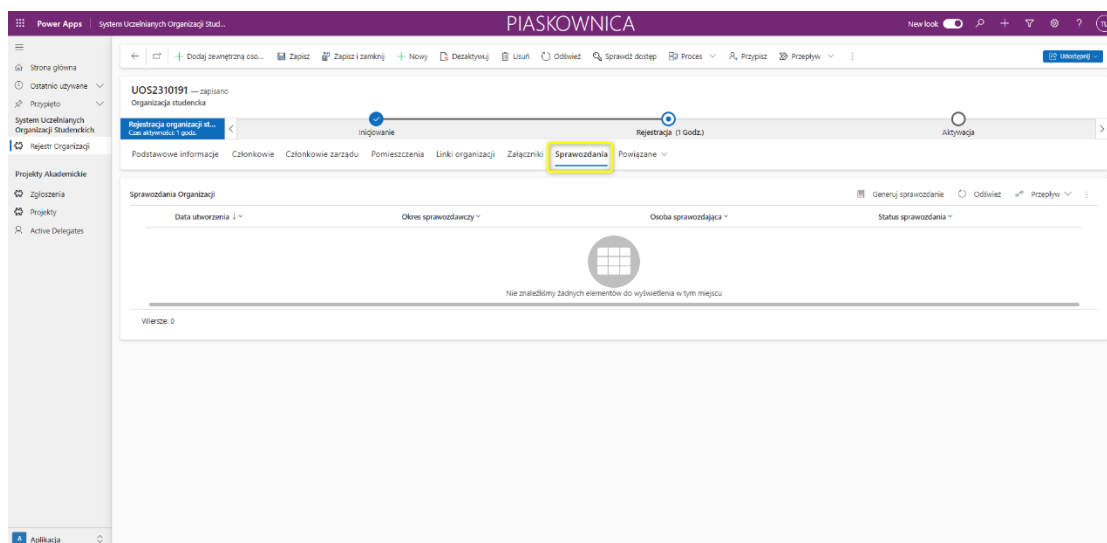 Power Apps System Uczelnianych Organizacji Stud... PIASKOWNICA New look
Dodaj zewnętrzną oso... Zapisz Zapisz i zamknij Nowy Dezaktywuj Usuń Odśwież Sprawdź dostęp Proces Przypisz Przepływ Udostępnij
Strona główna
Ostatnio używane
Przypięto
System Uczelnianych
Organizacji Studenckich
Rejestr Organizacji
Projekty Akademickie
Zgłoszenia
Projekty
Active Delegates
UOS2310191 — zapisano
Organizacja studencka
Rejestracja organizacji st...
Czas aktywności: 1 godz.
Inicjowanie Rejestracja (1 Godz.) Aktywacja
Podstawowe informacje Członkowie Członkowie zarządu Pomieszczenia Linki organizacji Załączniki Sprawozdania Powiązane
Sprawozdania Organizacji Generuj sprawozdanie Odśwież Przepływ
Data utworzenia Okres sprawozdawczy Osoba sprawozdająca Status sprawozdania
Nie znaleźliśmy żadnych elementów do wyświetlenia w tym miejscu
Wiersze: 0
A Aplikacja